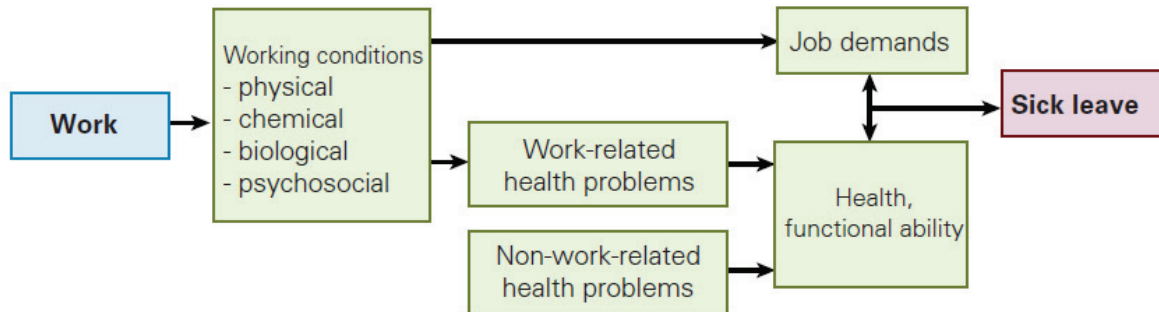 Work
Working conditions
- physical
- chemical
- biological
- psychosocial
Work-related
health problems
Non-work-related
health problems
Job demands
Health,
functional ability
Sick leave